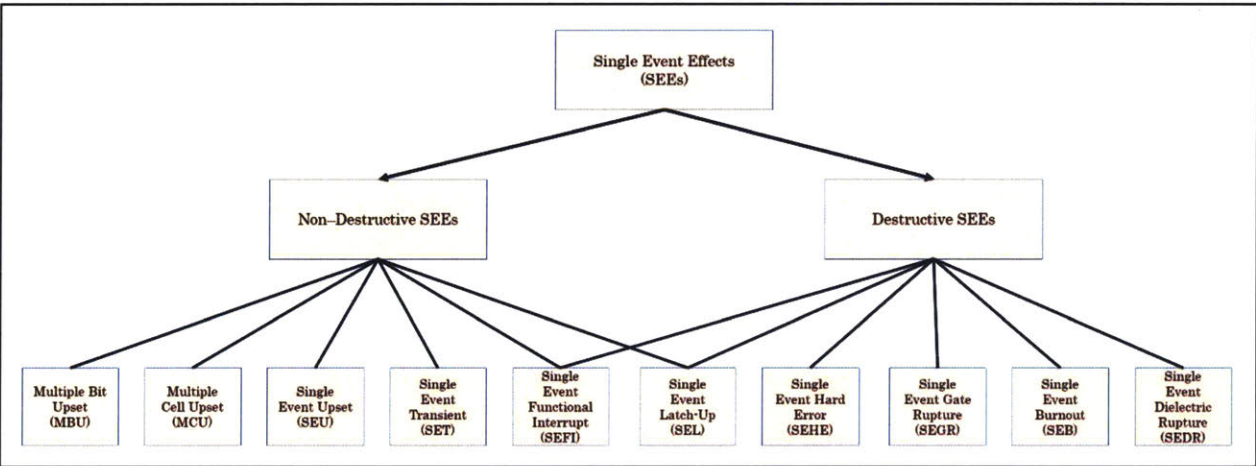 Single Event Effects
(SEEs)
Non–Destructive SEEs
Destructive SEEs
Multiple Bit
Upset
(MBU)
Multiple
Cell Upset
(MCU)
Single
Event Upset
(SEU)
Single
Event
Transient
(SET)
Single
Event
Functional
Interrupt
(SEFI)
Single
Event
Latch-Up
(SEL)
Single
Event Hard
Error
(SEHE)
Single
Event Gate
Rupture
(SEGR)
Single
Event
Burnout
(SEB)
Single
Event
Dielectric
Rupture
(SEDR)